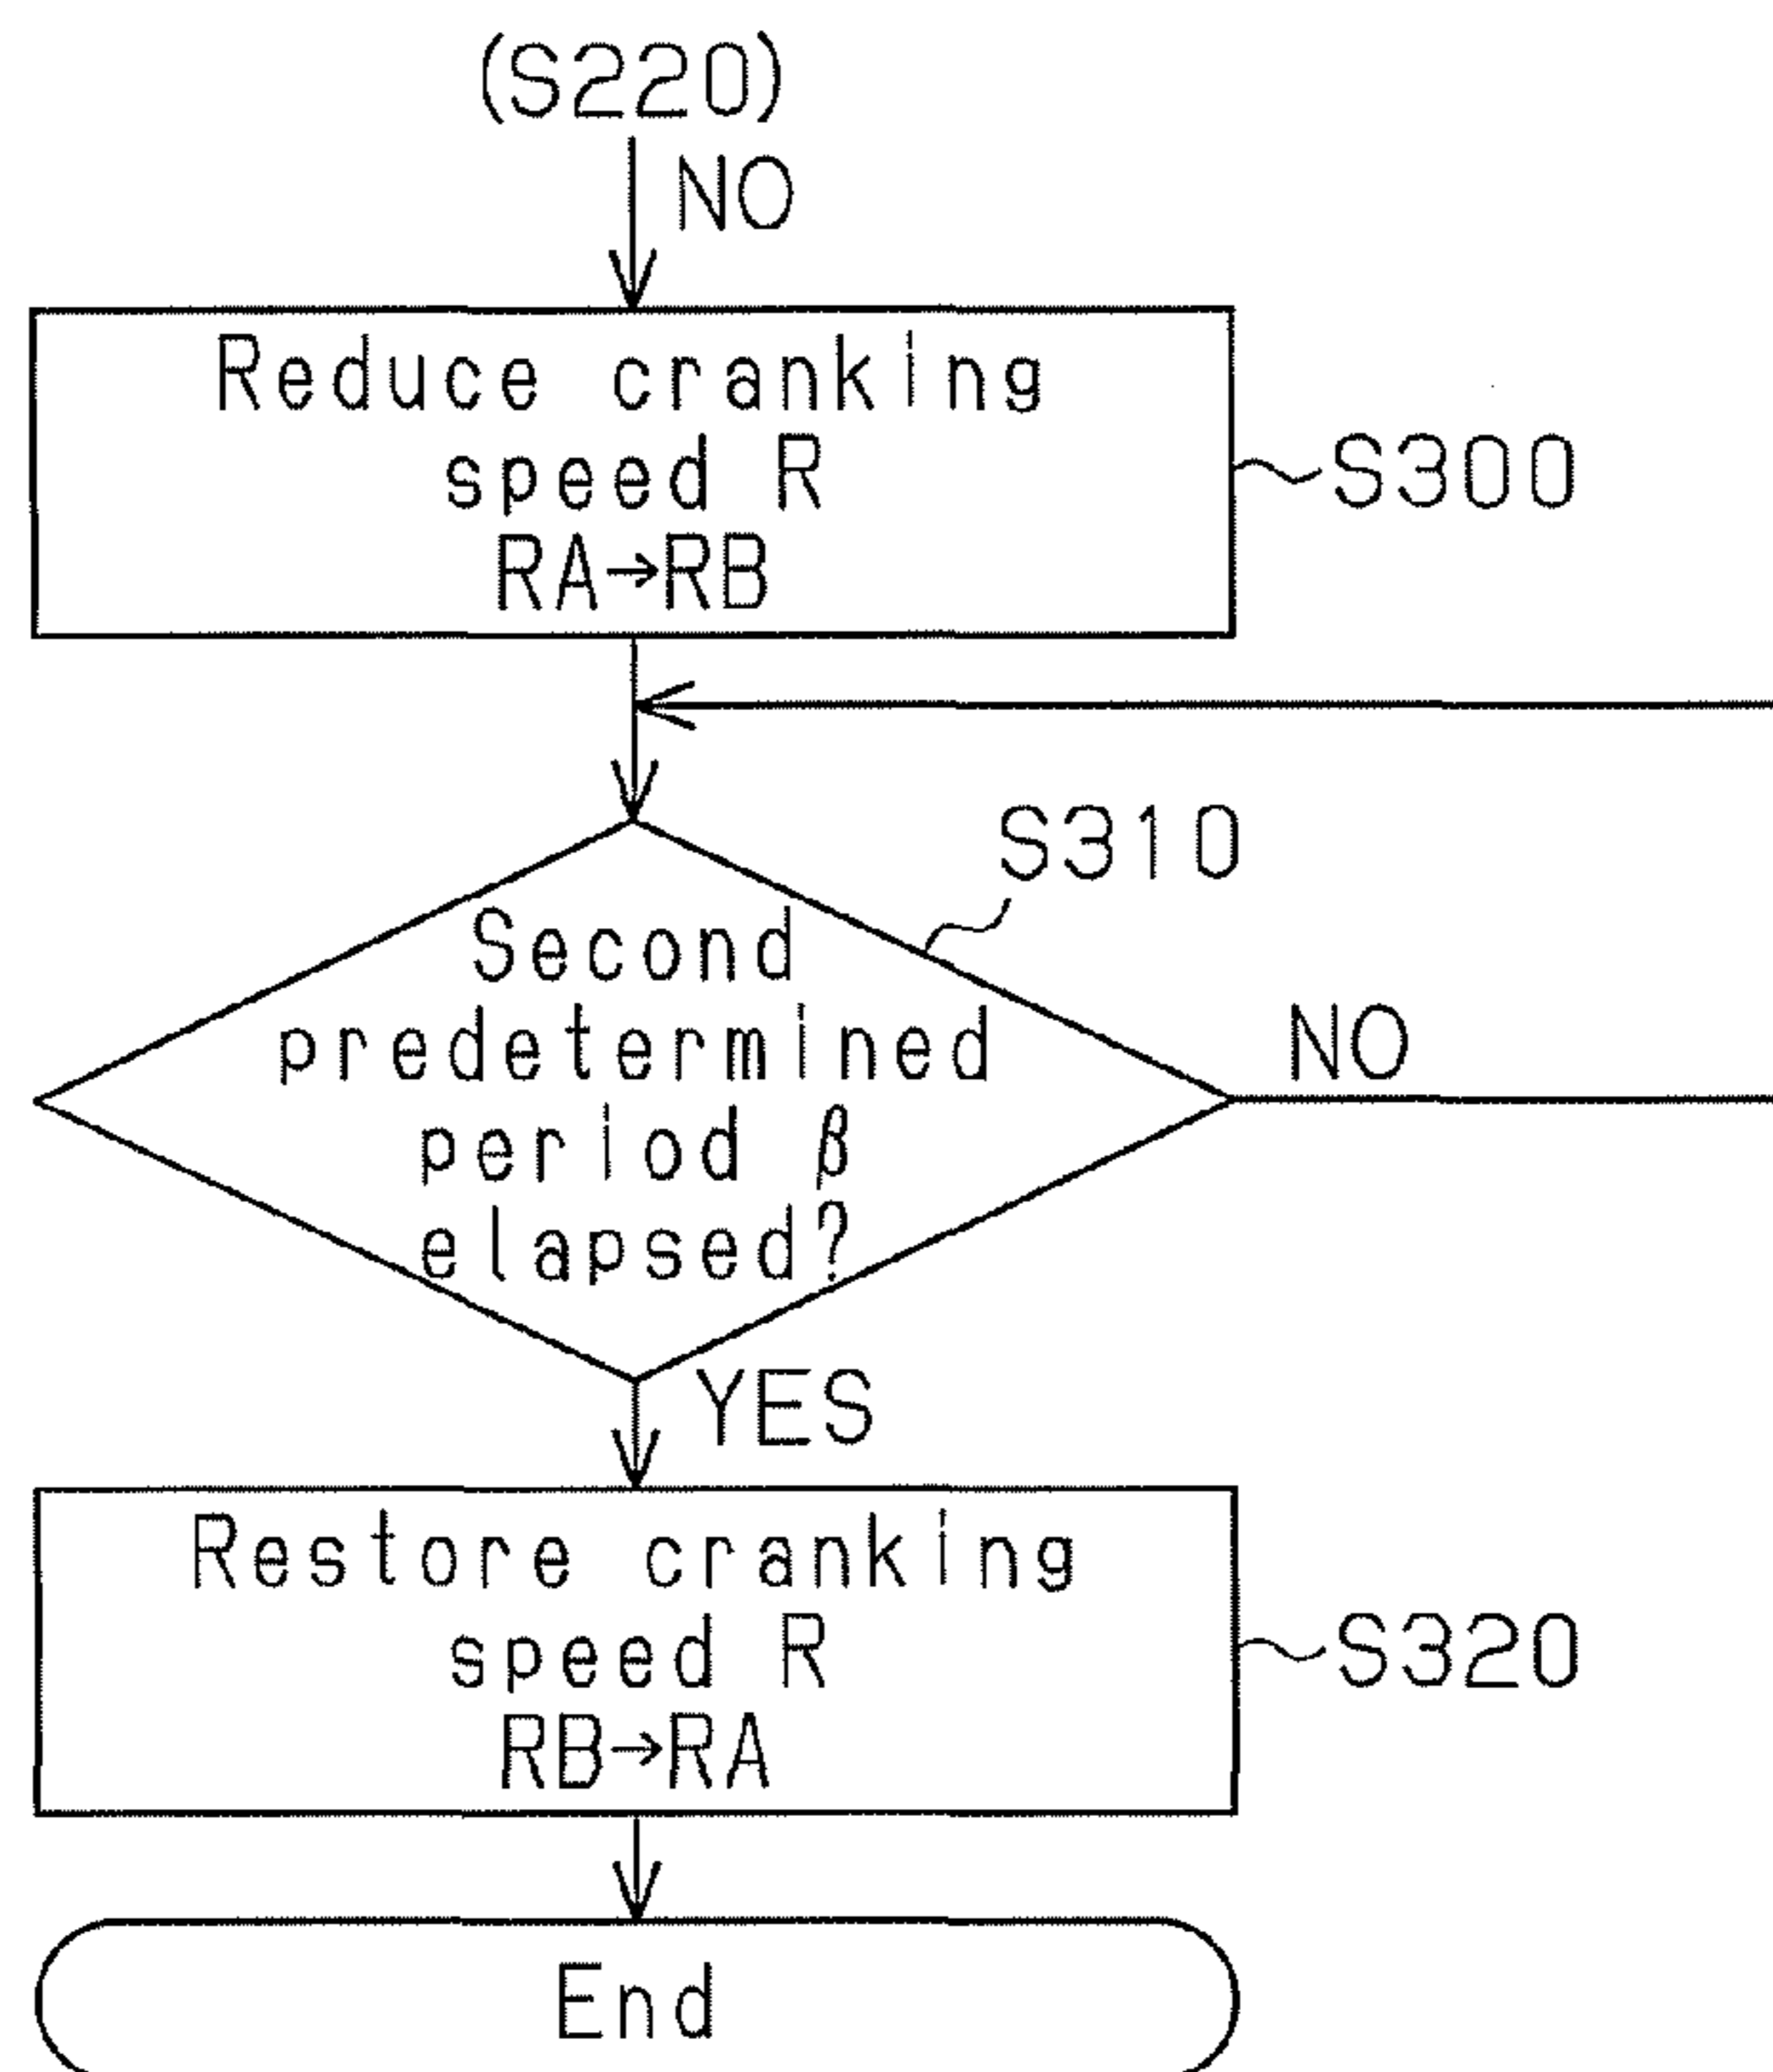 (S220)
NO
Reduce cranking
speed R
RA→RB
S300
S310
Second
predetermined
period β
elapsed?
NO
YES
Restore cranking
speed R
RB→RA
S320
End